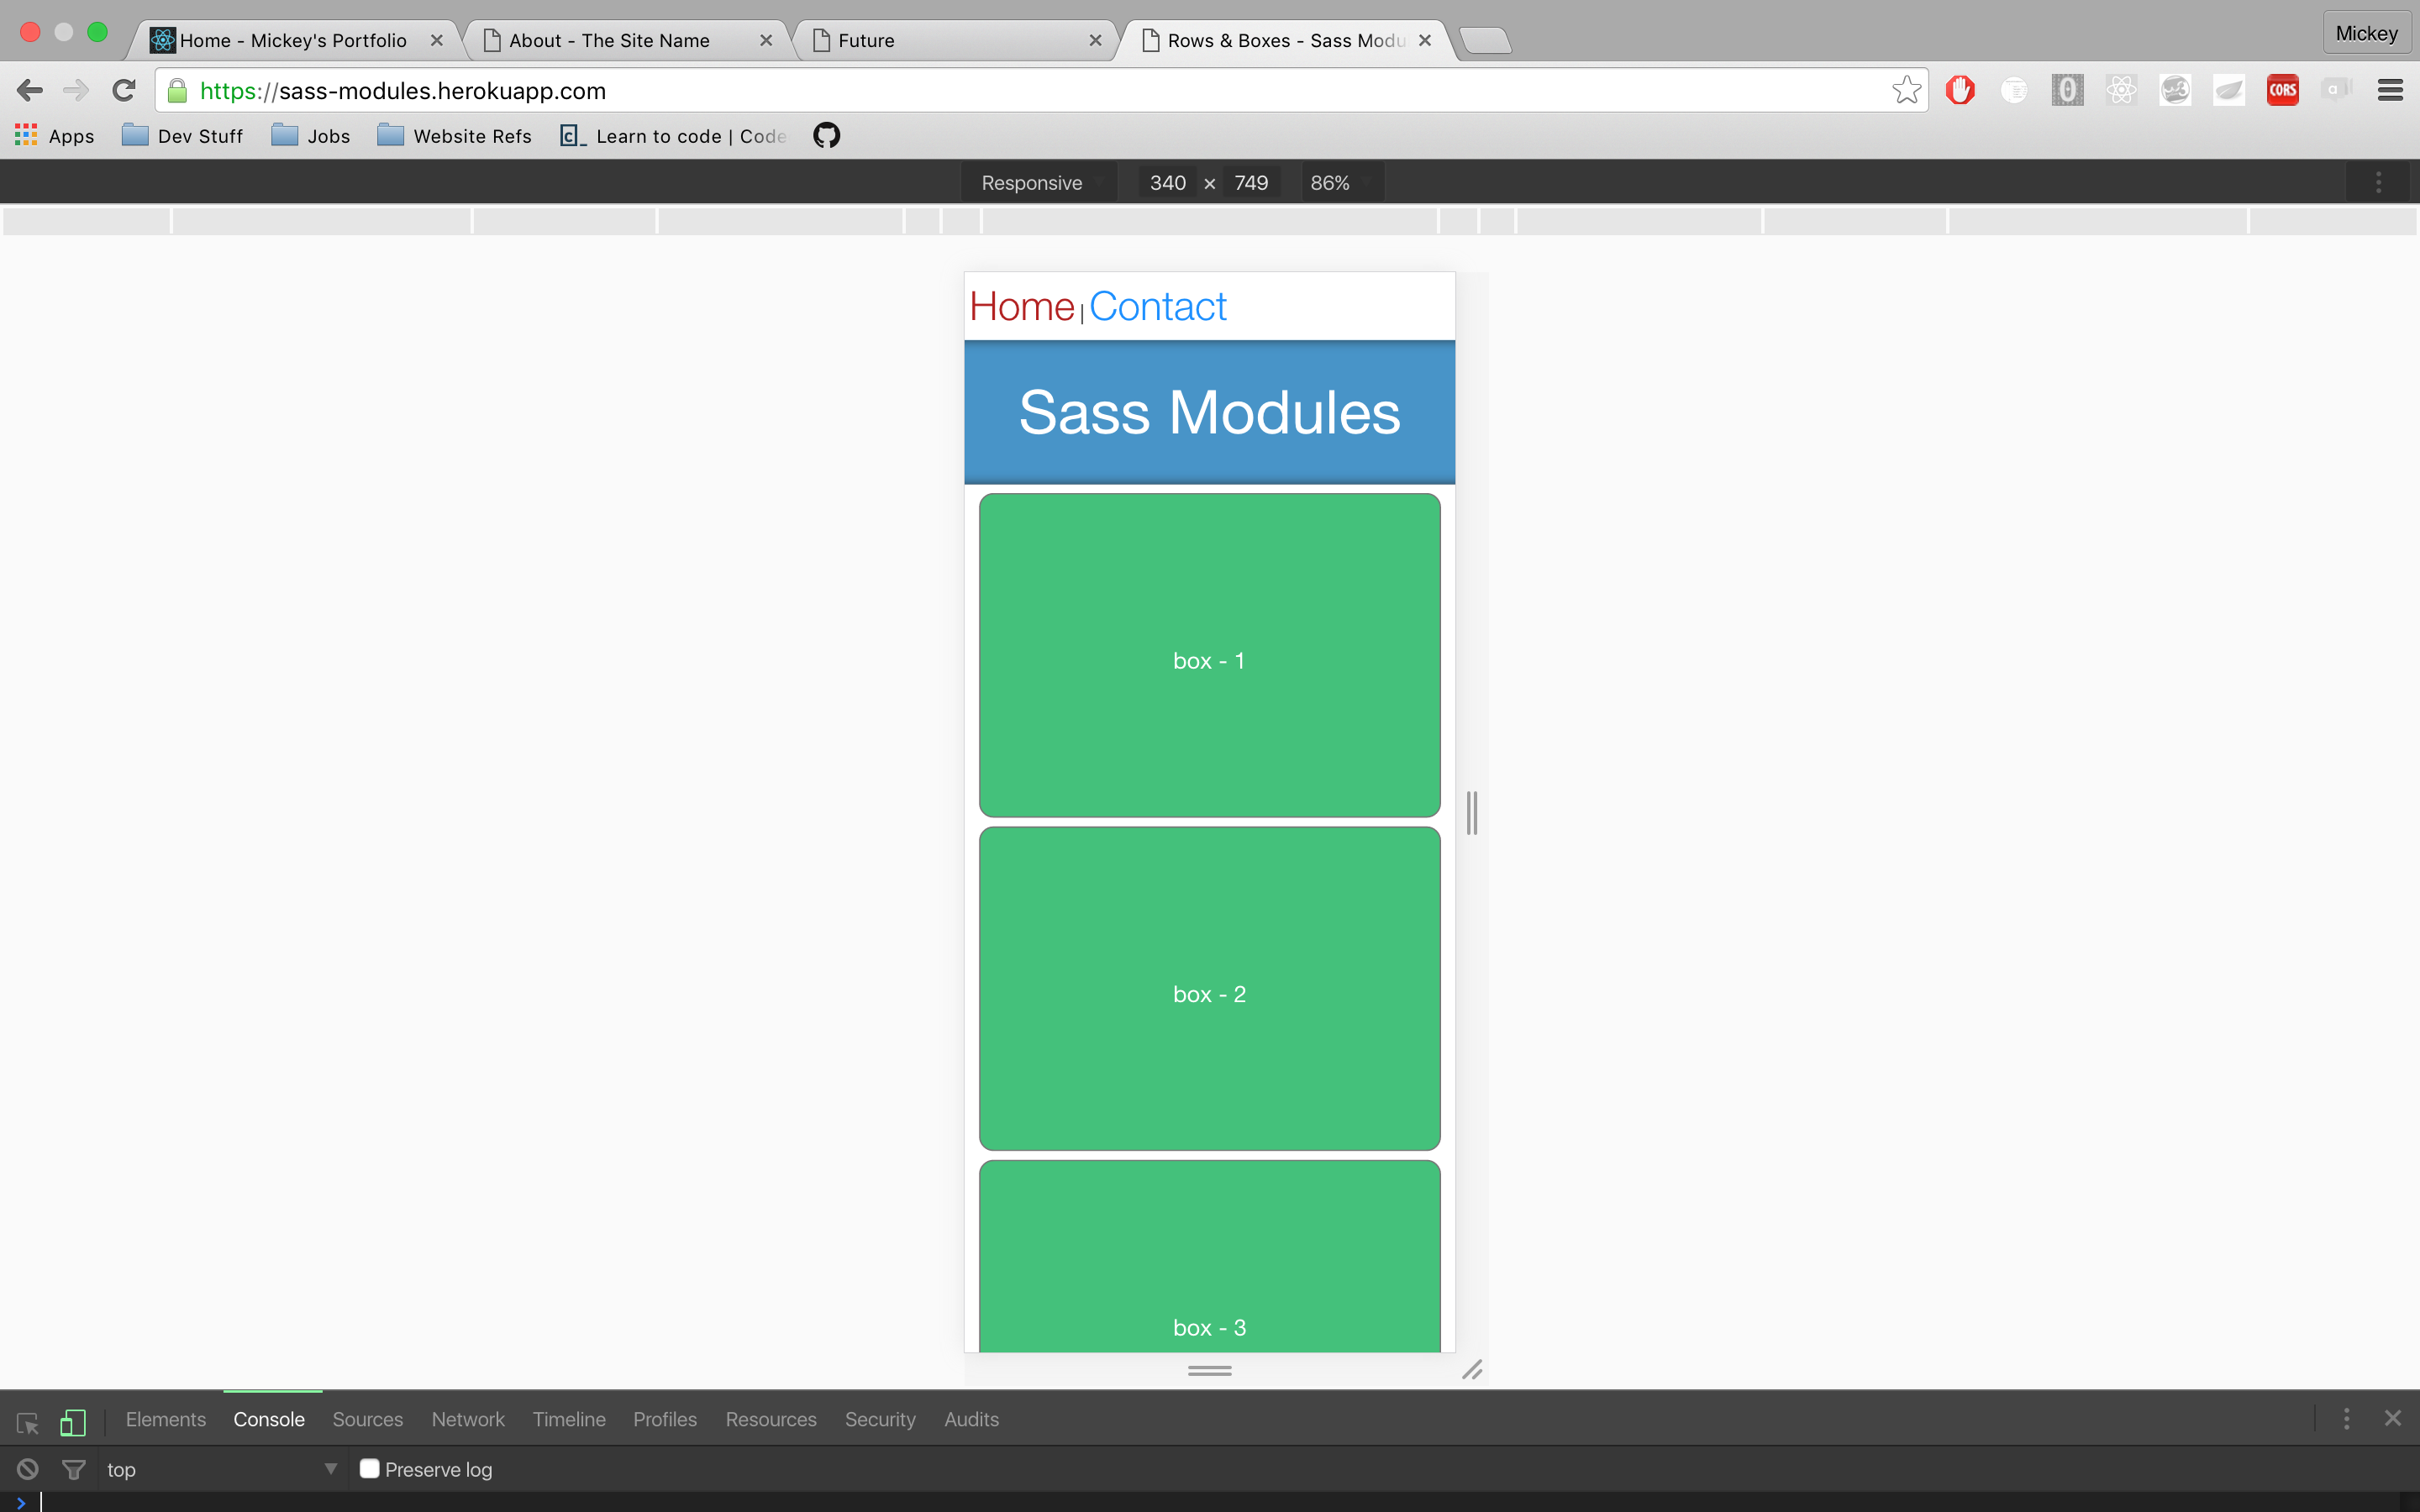 Home - Mickey's Portfolio
About - The Site Name
Future
Rows & Boxes - Sass Modu
Mickey
https://sass-modules.herokuapp.com
0
CORS
a
Apps
Dev Stuff
Jobs
Website Refs
Learn to code | Code
Responsive
340 × 749
86%
Home | Contact
Sass Modules
box - 1
box - 2
box - 3
Elements
Console
Sources
Network
Timeline
Profiles
Resources
Security
Audits
top
Preserve log